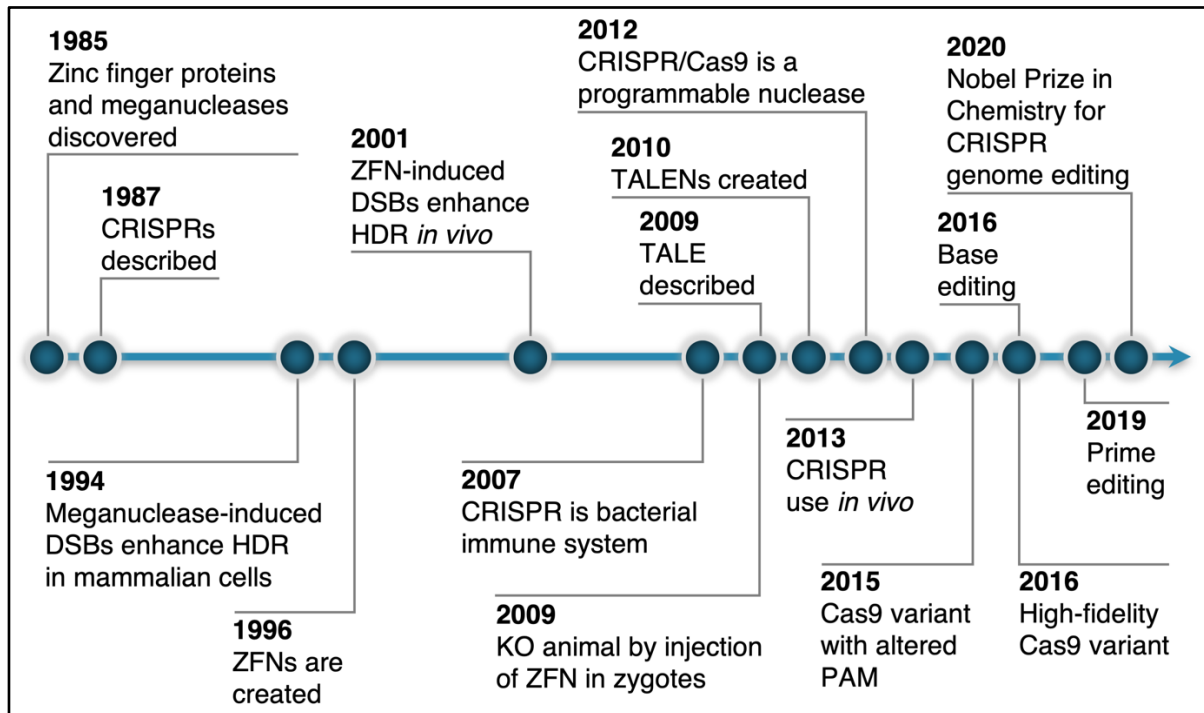 1985
Zinc finger proteins
and meganucleases
discovered
1987
CRISPRs
described
2001
ZFN-induced
DSBs enhance
HDR in vivo
2012
CRISPR/Cas9 is a
programmable nuclease
2010
TALENs created
2009
TALE
described
2020
Nobel Prize in
Chemistry for
CRISPR
genome editing
2016
Base
editing
1994
Meganuclease-induced
DSBs enhance HDR
in mammalian cells
1996
ZFNs are
created
2007
CRISPR is bacterial
immune system
2009
KO animal by injection
of ZFN in zygotes
2013
CRISPR
use in vivo
2015
Cas9 variant
with altered
PAM
2016
High-fidelity
Cas9 variant
2019
Prime
editing